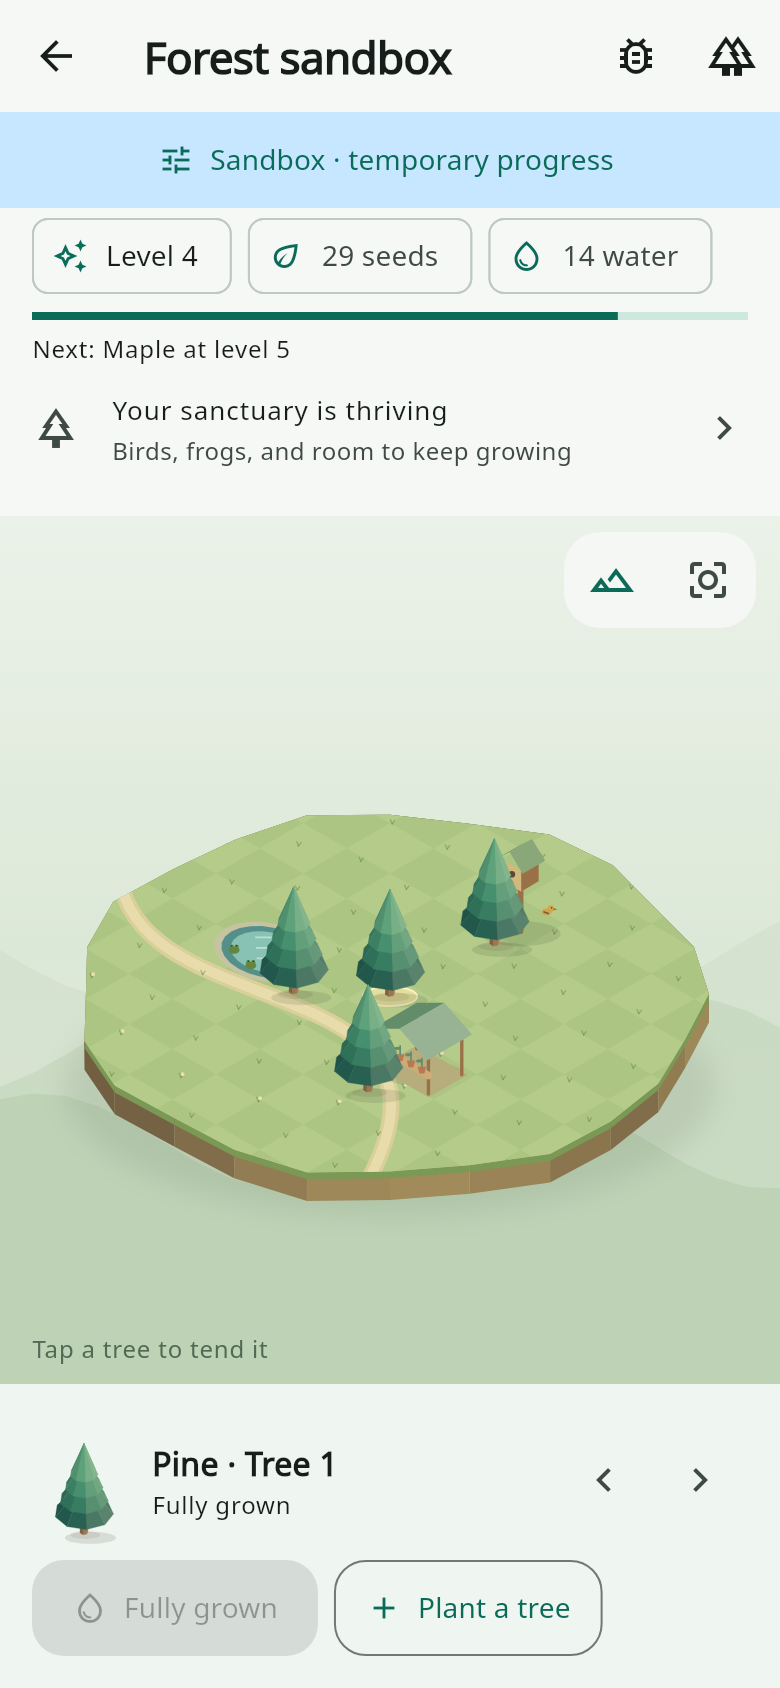 Forest sandbox
Sandbox · temporary progress
Level 4
29 seeds
14 water
Next: Maple at level 5
Your sanctuary is thriving
Birds, frogs, and room to keep growing
Tap a tree to tend it
Pine · Tree 1
Fully grown
Fully grown
Plant a tree